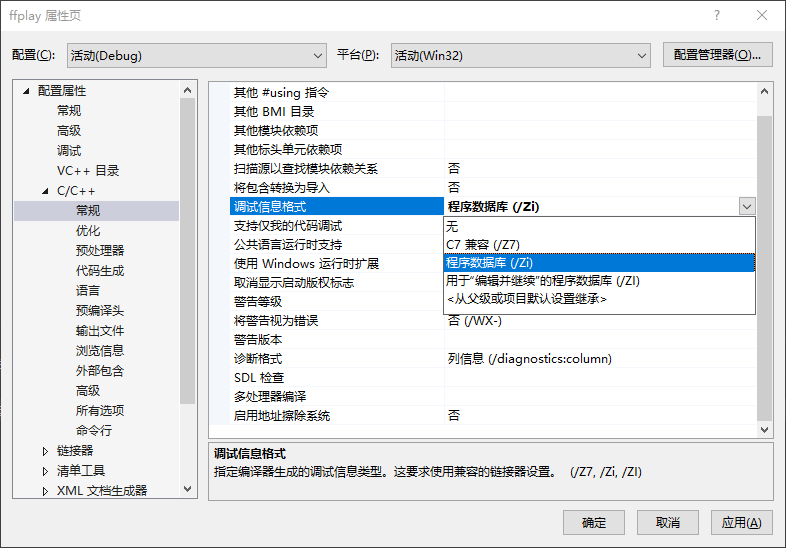 ffplay 属性页
?
配置(C): 活动(Debug) 平台(P): 活动(Win32) 配置管理器(O)...
配置属性
常规
高级
调试
VC++ 目录
C/C++
常规
优化
预处理器
代码生成
语言
预编译头
输出文件
浏览信息
外部包含
高级
所有选项
命令行
链接器
清单工具
XML 文档生成器
其他 #using 指令
其他 BMI 目录
其他模块依赖项
其他标头单元依赖项
扫描源以查找模块依赖关系 否
将包含转换为导入 否
调试信息格式 程序数据库 (/Zi)
支持仅我的代码调试 无
公共语言运行时支持 C7 兼容 (/Z7)
使用 Windows 运行时扩展 程序数据库 (/Zi)
取消显示启动版权标志 用于“编辑并继续”的程序数据库 (/ZI)
警告等级 <从父级或项目默认设置继承>
将警告视为错误 否 (/WX-)
警告版本
诊断格式 列信息 (/diagnostics:column)
SDL 检查
多处理器编译
启用地址擦除系统 否
调试信息格式
指定编译器生成的调试信息类型。这要求使用兼容的链接器设置。 (/Z7, /Zi, /ZI)
确定 取消 应用(A)